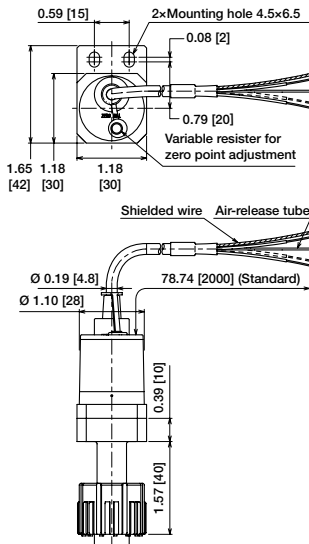 0.59 [15]
2×Mounting hole 4.5×6.5
0.08 [2]
0.79 [20]
Variable resister for
zero point adjustment
1.65
[42]
1.18
[30]
1.18
[30]
Shielded wire
Air-release tube
Ø 0.19 [4.8]
78.74 [2000] (Standard)
Ø 1.10 [28]
0.39 [10]
1.57 [40]